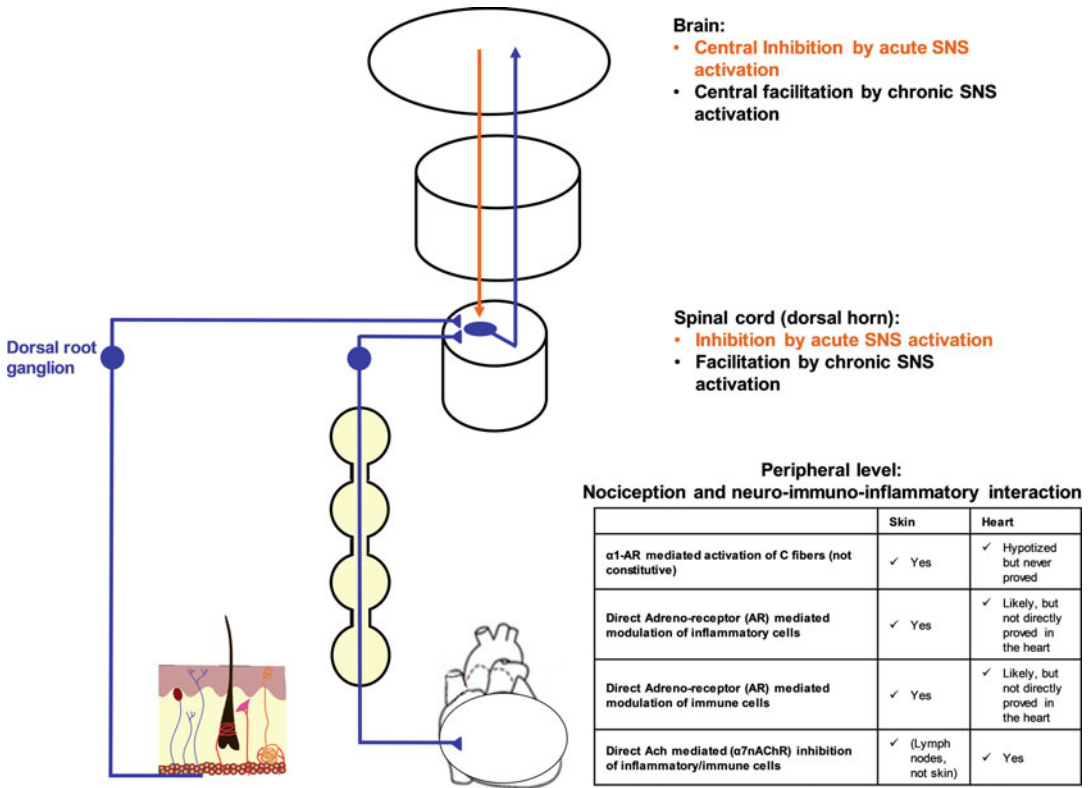 Brain:
• Central Inhibition by acute SNS
activation
• Central facilitation by chronic SNS
activation
Spinal cord (dorsal horn):
• Inhibition by acute SNS activation
• Facilitation by chronic SNS
activation
Dorsal root
ganglion
Peripheral level:
Nociception and neuro-immuno-inflammatory interaction
Skin
Heart
α1-AR mediated activation of C fibers (not
constitutive)
✓ Yes
✓ Hypotized
but never
proved
Direct Adreno-receptor (AR) mediated
modulation of inflammatory cells
✓ Yes
✓ Likely, but
not directly
proved in
the heart
Direct Adreno-receptor (AR) mediated
modulation of immune cells
✓ Yes
✓ Likely, but
not directly
proved in
the heart
Direct Ach mediated (α7nAChR) inhibition
of inflammatory/immune cells
✓ (Lymph
nodes,
not skin)
✓ Yes